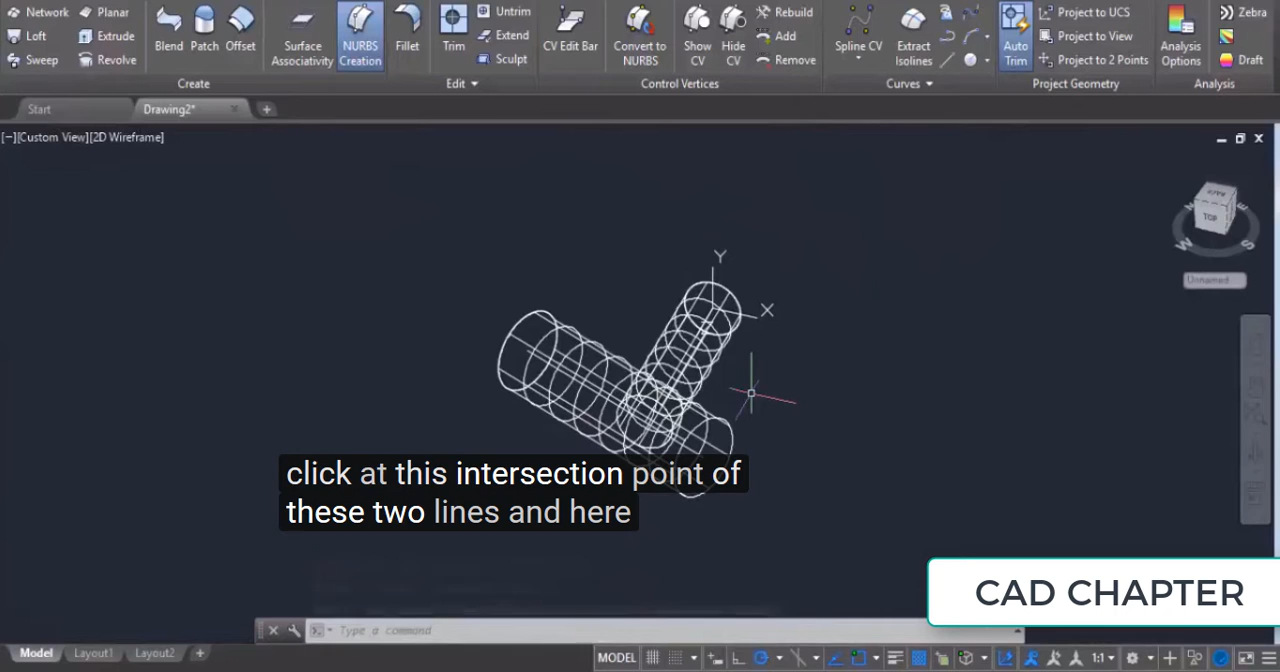 Network Planar
Loft Extrude
Sweep Revolve
Blend Patch Offset
Surface Associativity
NURBS Creation
Fillet
Trim
Untrim
Extend
Sculpt
CV Edit Bar
Convert to NURBS
Show CV
Hide CV
Rebuild
Add
Remove
Spline CV
Extract Isolines
Auto Trim
Project to UCS
Project to View
Project to 2 Points
Analysis Options
Zebra
Draft
Create Edit Control Vertices Curves Project Geometry Analysis
Start Drawing2*
[−][Custom View][2D Wireframe]
N E
TOP
W S
Unnamed
Y
X
click at this intersection point of
these two lines and here
CAD CHAPTER
Type a command
Model Layout1 Layout2 +
MODEL 1:1